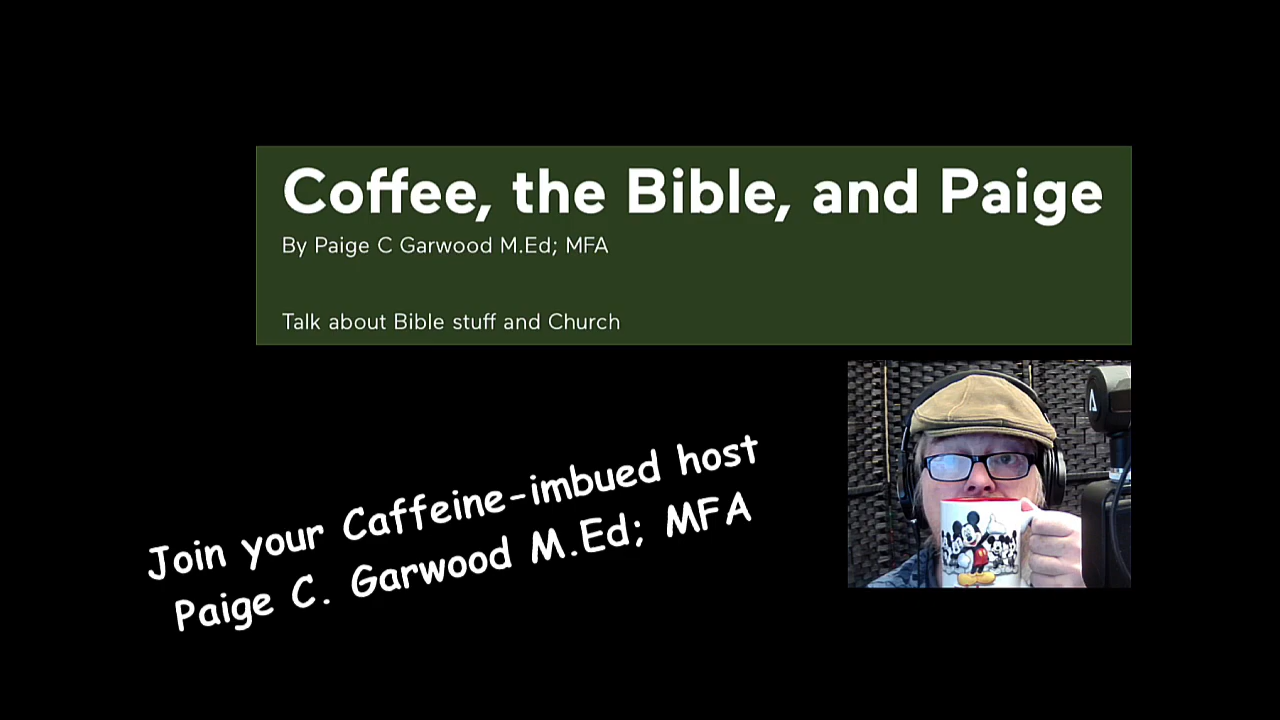 Coffee, the Bible, and Paige
By Paige C Garwood M.Ed; MFA
Talk about Bible stuff and Church
Join your Caffeine-imbued host
Paige C. Garwood M.Ed; MFA